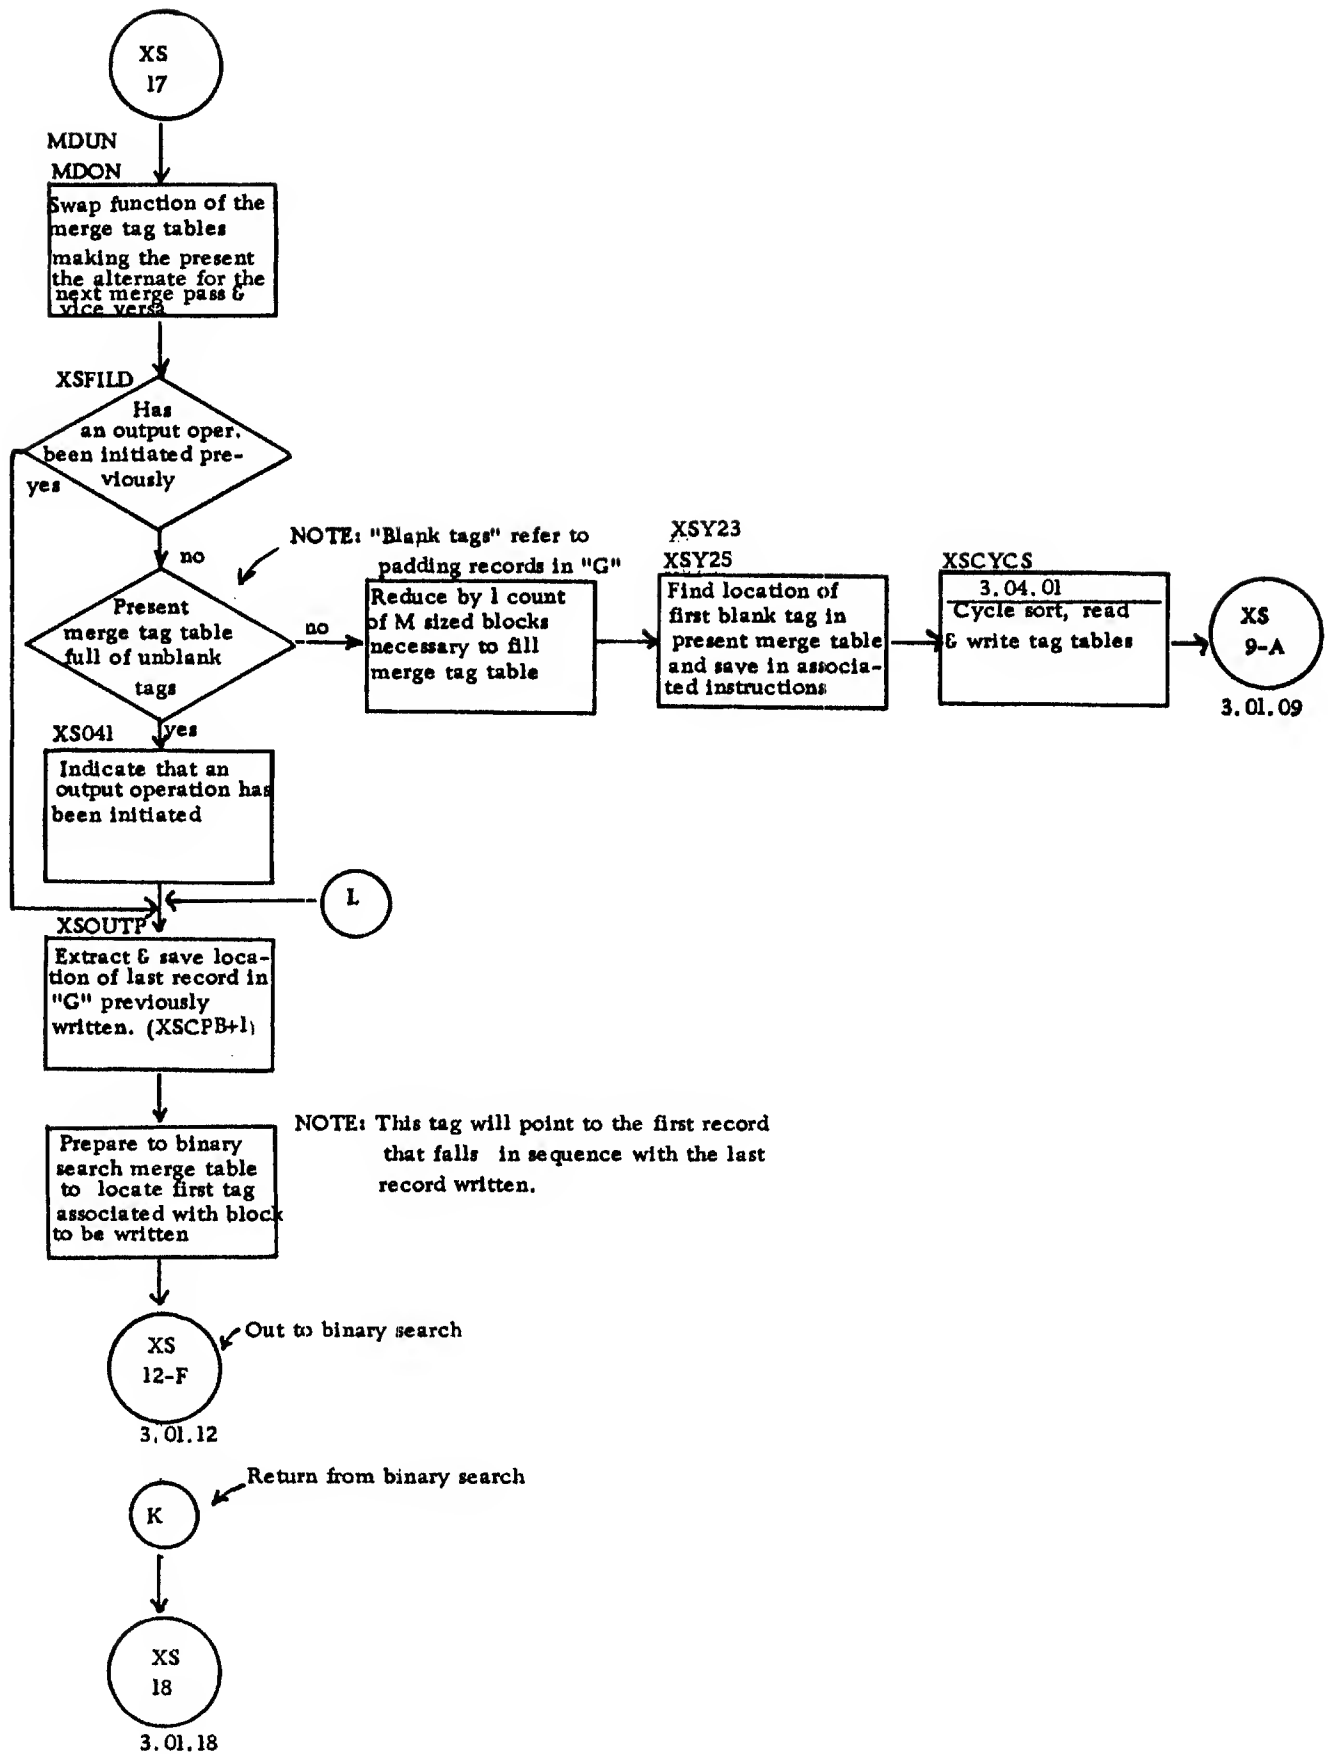 XS
17
MDUN
MDON
Swap function of the
merge tag tables
making the present
the alternate for the
next merge pass &
vice versa
XSFILD
Has
an output oper.
been initiated pre-
viously
yes
no
NOTE: "Blank tags" refer to
padding records in "G"
Present
merge tag table
full of unblank
tags
no
Reduce by 1 count
of M sized blocks
necessary to fill
merge tag table
XSY23
XSY25
Find location of
first blank tag in
present merge table
and save in associa-
ted instructions
XSCYCS
3.04.01
Cycle sort, read
& write tag tables
XS
9-A
3.01.09
yes
XS041
Indicate that an
output operation has
been initiated
L
XSOUTP
Extract & save loca-
tion of last record in
"G" previously
written. (XSCPB+1)
Prepare to binary
search merge table
to locate first tag
associated with block
to be written
NOTE: This tag will point to the first record
that falls in sequence with the last
record written.
XS
12-F
Out to binary search
3.01.12
Return from binary search
K
XS
18
3.01.18